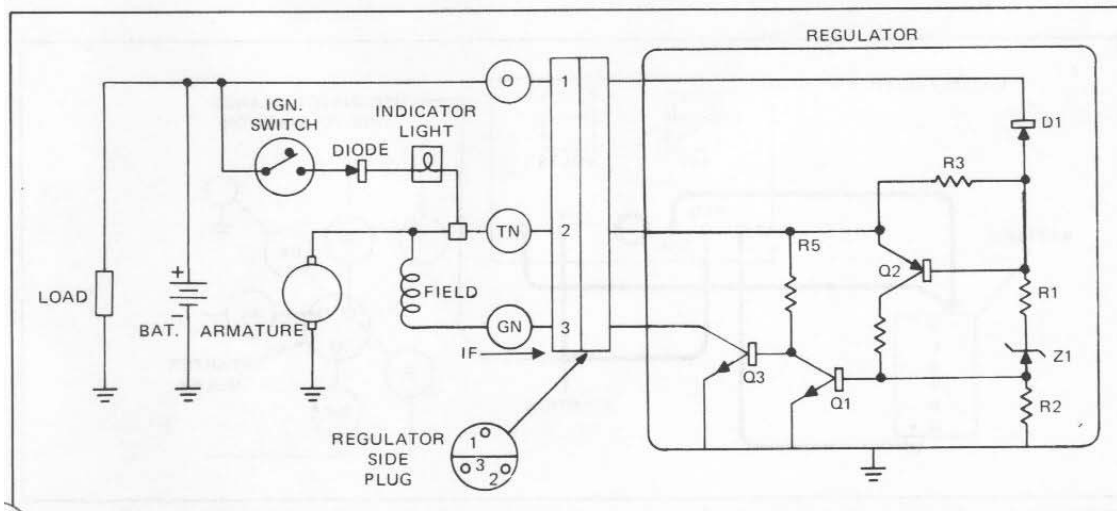 REGULATOR
O
1
IGN.
SWITCH
INDICATOR
LIGHT
DIODE
D1
R3
TN
2
R5
Q2
R1
LOAD
+
−
BAT.
ARMATURE
FIELD
GN
3
IF
Z1
Q3
Q1
R2
REGULATOR
SIDE
PLUG
1
3
2